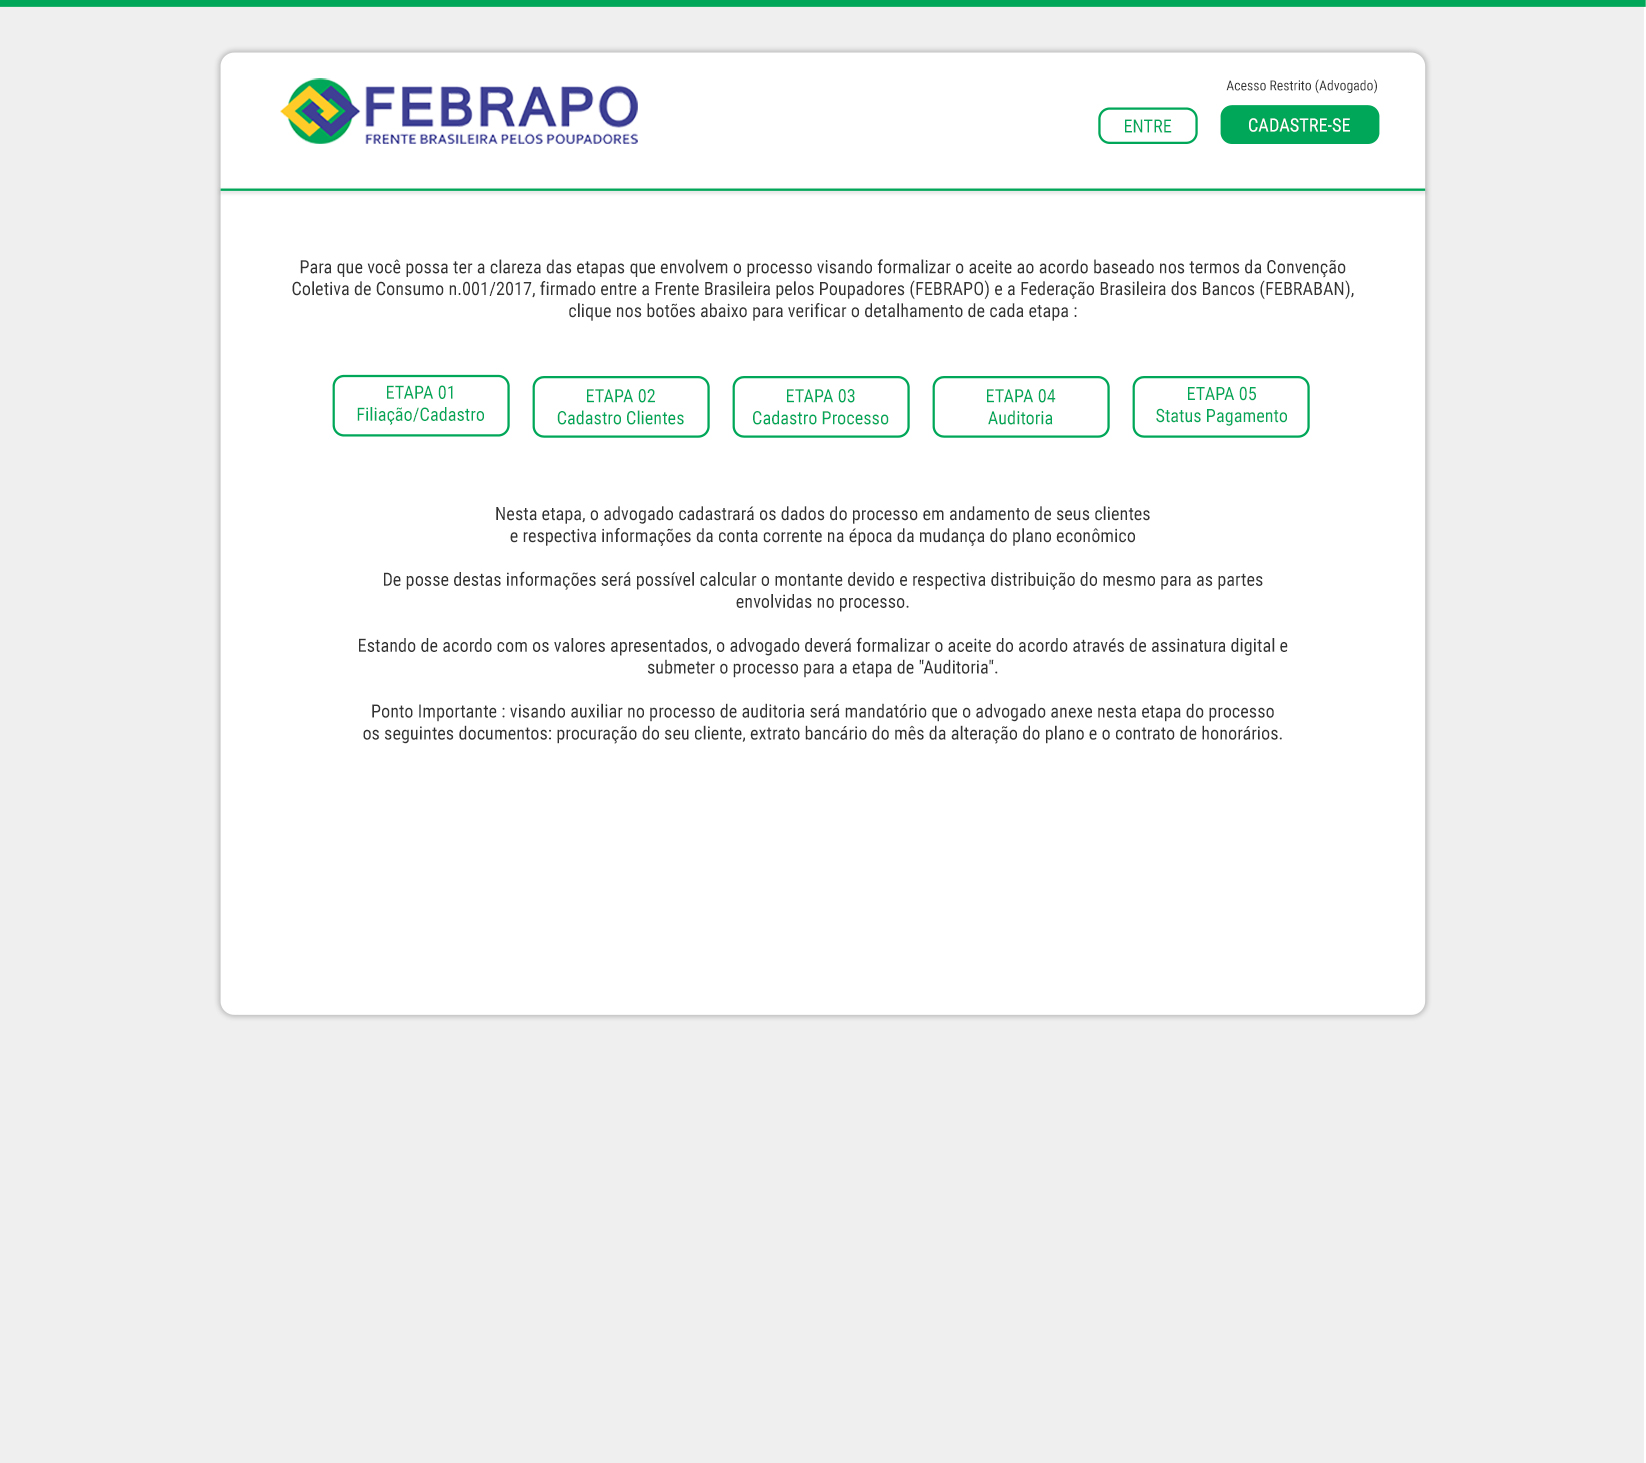 FEBRAPO
FRENTE BRASILEIRA PELOS POUPADORES
Acesso Restrito (Advogado)
ENTRE
CADASTRE-SE
Para que você possa ter a clareza das etapas que envolvem o processo visando formalizar o aceite ao acordo baseado nos termos da Convenção
Coletiva de Consumo n.001/2017, firmado entre a Frente Brasileira pelos Poupadores (FEBRAPO) e a Federação Brasileira dos Bancos (FEBRABAN),
clique nos botões abaixo para verificar o detalhamento de cada etapa :
ETAPA 01
Filiação/Cadastro
ETAPA 02
Cadastro Clientes
ETAPA 03
Cadastro Processo
ETAPA 04
Auditoria
ETAPA 05
Status Pagamento
Nesta etapa, o advogado cadastrará os dados do processo em andamento de seus clientes
e respectiva informações da conta corrente na época da mudança do plano econômico
De posse destas informações será possível calcular o montante devido e respectiva distribuição do mesmo para as partes
envolvidas no processo.
Estando de acordo com os valores apresentados, o advogado deverá formalizar o aceite do acordo através de assinatura digital e
submeter o processo para a etapa de "Auditoria".
Ponto Importante : visando auxiliar no processo de auditoria será mandatório que o advogado anexe nesta etapa do processo
os seguintes documentos: procuração do seu cliente, extrato bancário do mês da alteração do plano e o contrato de honorários.